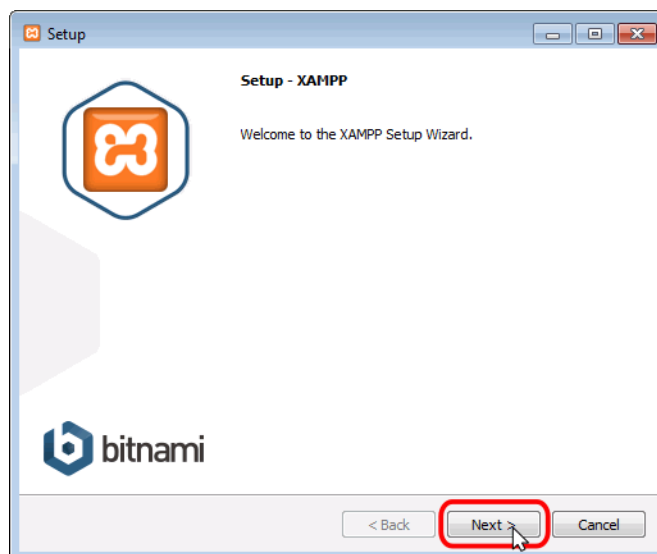 Setup
Setup - XAMPP
Welcome to the XAMPP Setup Wizard.
bitnami
< Back
Next >
Cancel